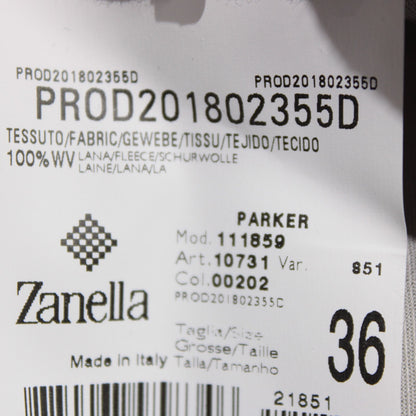 PROD201802355D PROD201802355D
PROD201802355D
TESSUTO/FABRIC/GEWEBE/TISSU/TEJIDO/TECIDO
100%WV LANA/FLEECE/SCHURWOLLE
LAINE/LANA/LA
PARKER
Mod. 111859
Art. 10731 Var. 851
Col. 00202
PROD201802355D
Zanella
Taglia/Size
Grosse/Taille
Talla/Tamanho
36
Made in Italy
21851